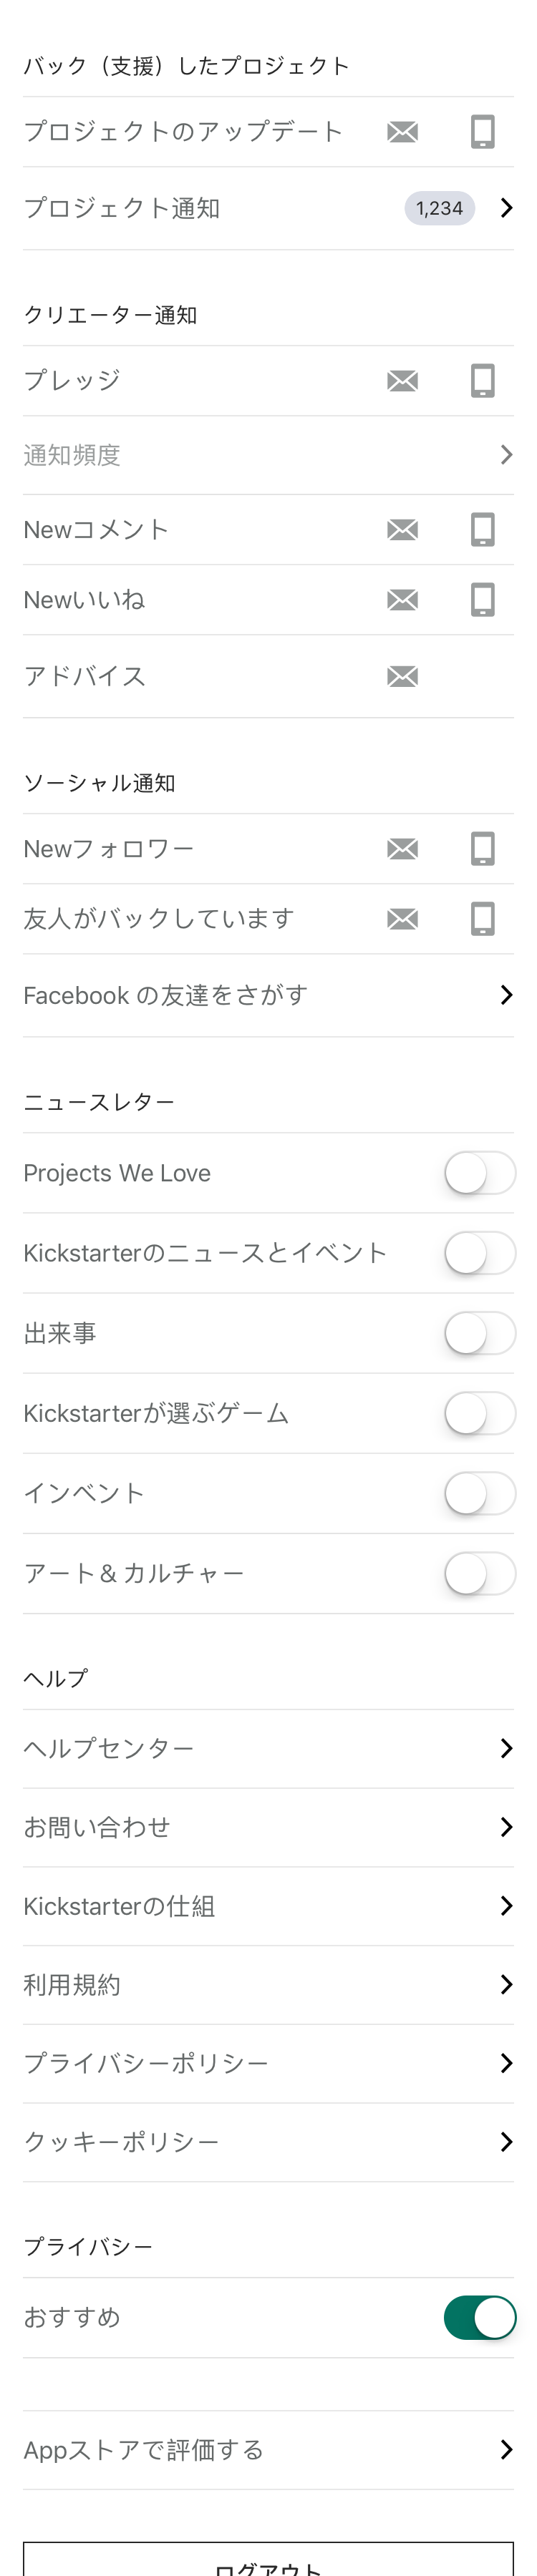 バック（支援）したプロジェクト
プロジェクトのアップデート
プロジェクト通知 1,234
クリエーター通知
プレッジ
通知頻度
Newコメント
Newいいね
アドバイス
ソーシャル通知
Newフォロワー
友人がバックしています
Facebook の友達をさがす
ニュースレター
Projects We Love
Kickstarterのニュースとイベント
出来事
Kickstarterが選ぶゲーム
インベント
アート＆カルチャー
ヘルプ
ヘルプセンター
お問い合わせ
Kickstarterの仕組
利用規約
プライバシーポリシー
クッキーポリシー
プライバシー
おすすめ
Appストアで評価する
ログアウト